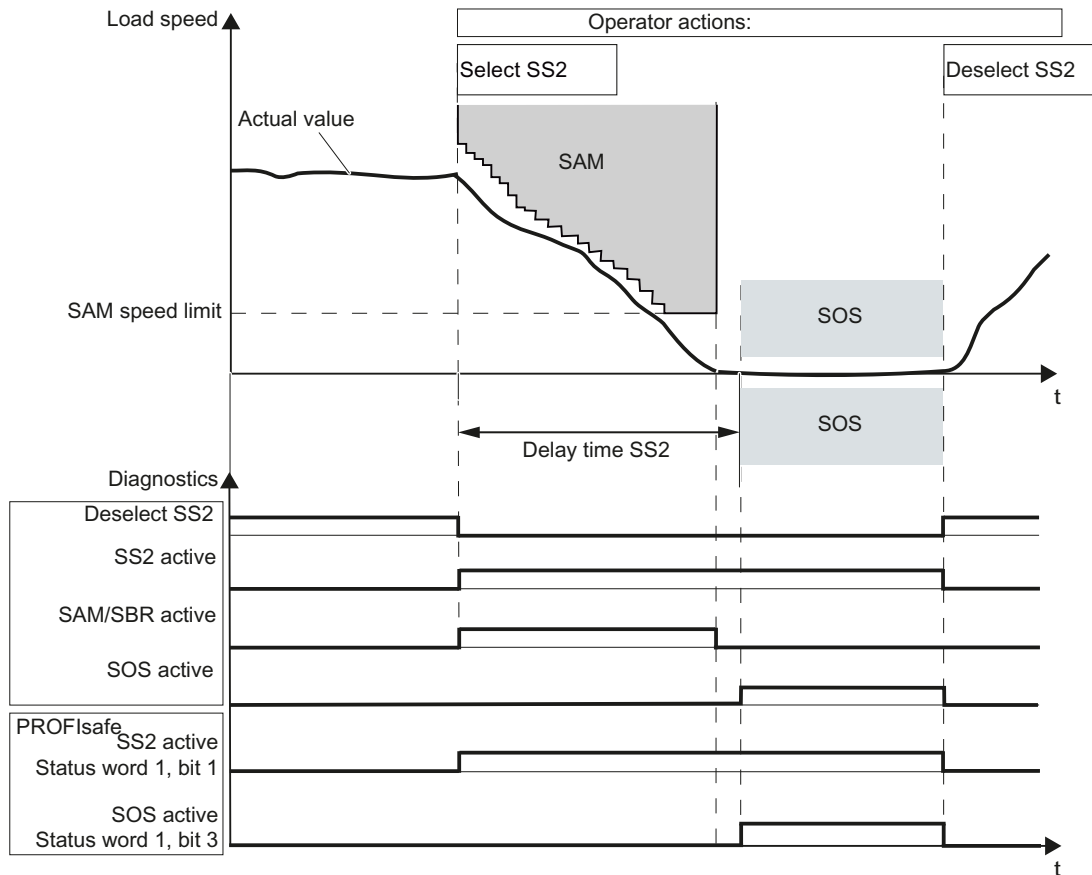 Load speed
Operator actions:
Select SS2
Deselect SS2
Actual value
SAM
SAM speed limit
SOS
t
SOS
Delay time SS2
Diagnostics
Deselect SS2
SS2 active
SAM/SBR active
SOS active
PROFIsafe
SS2 active
Status word 1, bit 1
SOS active
Status word 1, bit 3
t